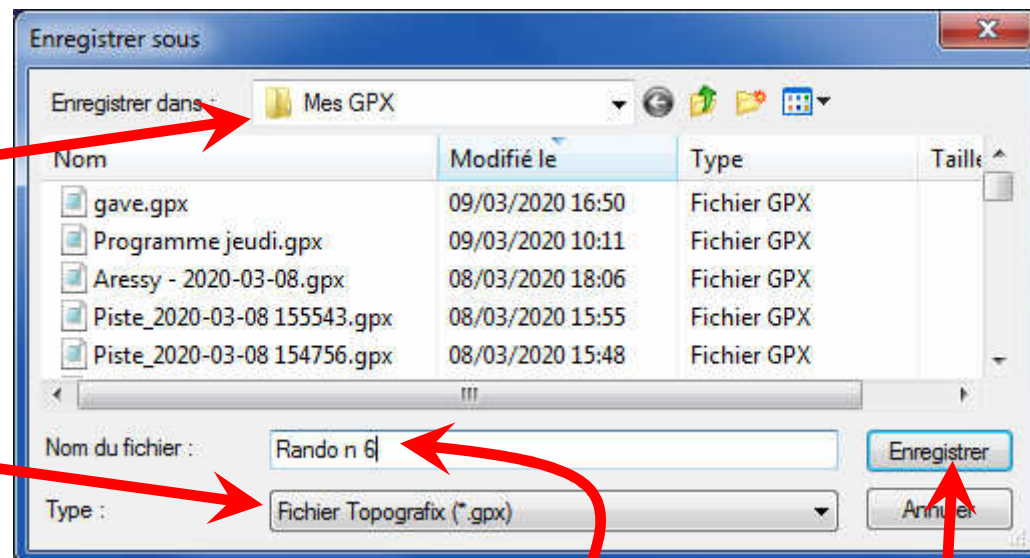 Enregistrer sous
Enregistrer dans : Mes GPX
Nom Modifié le Type Taille
gave.gpx 09/03/2020 16:50 Fichier GPX
Programme jeudi.gpx 09/03/2020 10:11 Fichier GPX
Aressy - 2020-03-08.gpx 08/03/2020 18:06 Fichier GPX
Piste_2020-03-08 155543.gpx 08/03/2020 15:55 Fichier GPX
Piste_2020-03-08 154756.gpx 08/03/2020 15:48 Fichier GPX
Nom du fichier : Rando n 6 Enregistrer
Type : Fichier Topografix (*.gpx) Annuler